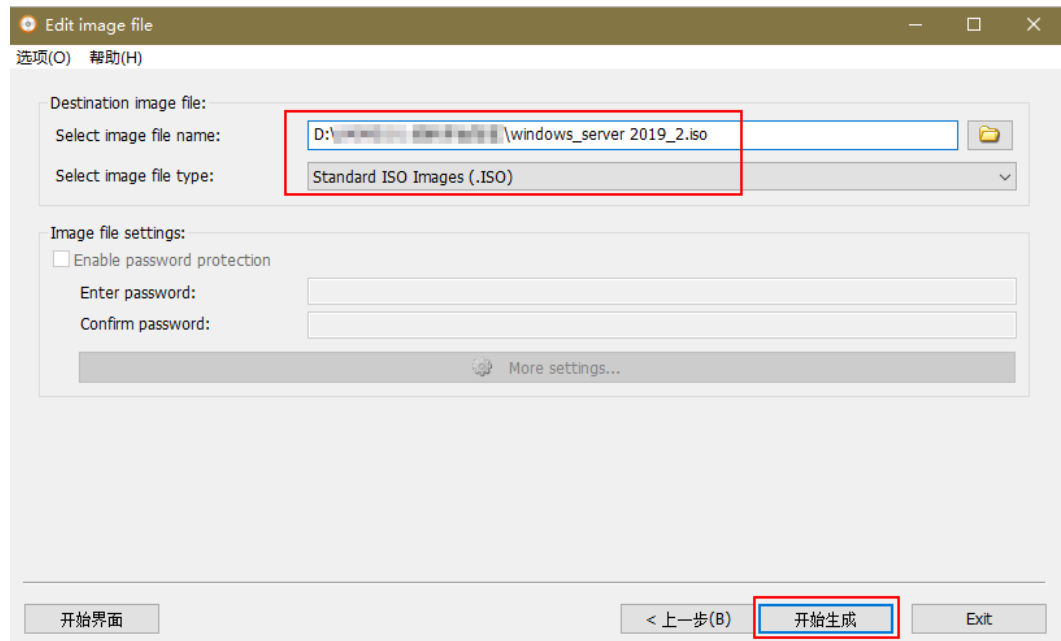 Edit image file
选项(O) 帮助(H)
Destination image file:
Select image file name: D:\ \windows_server 2019_2.iso
Select image file type: Standard ISO Images (.ISO)
Image file settings:
Enable password protection
Enter password:
Confirm password:
More settings...
开始界面 < 上一步(B) 开始生成 Exit